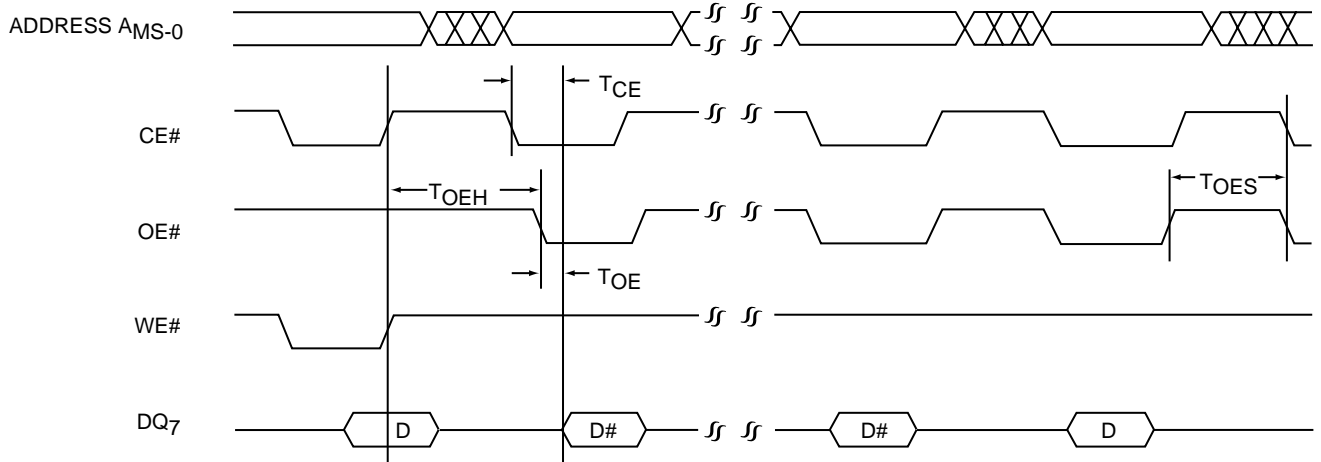 ADDRESS AMS-0
TCE
CE#
TOEH
TOES
OE#
TOE
WE#
DQ7
D
D#
D#
D